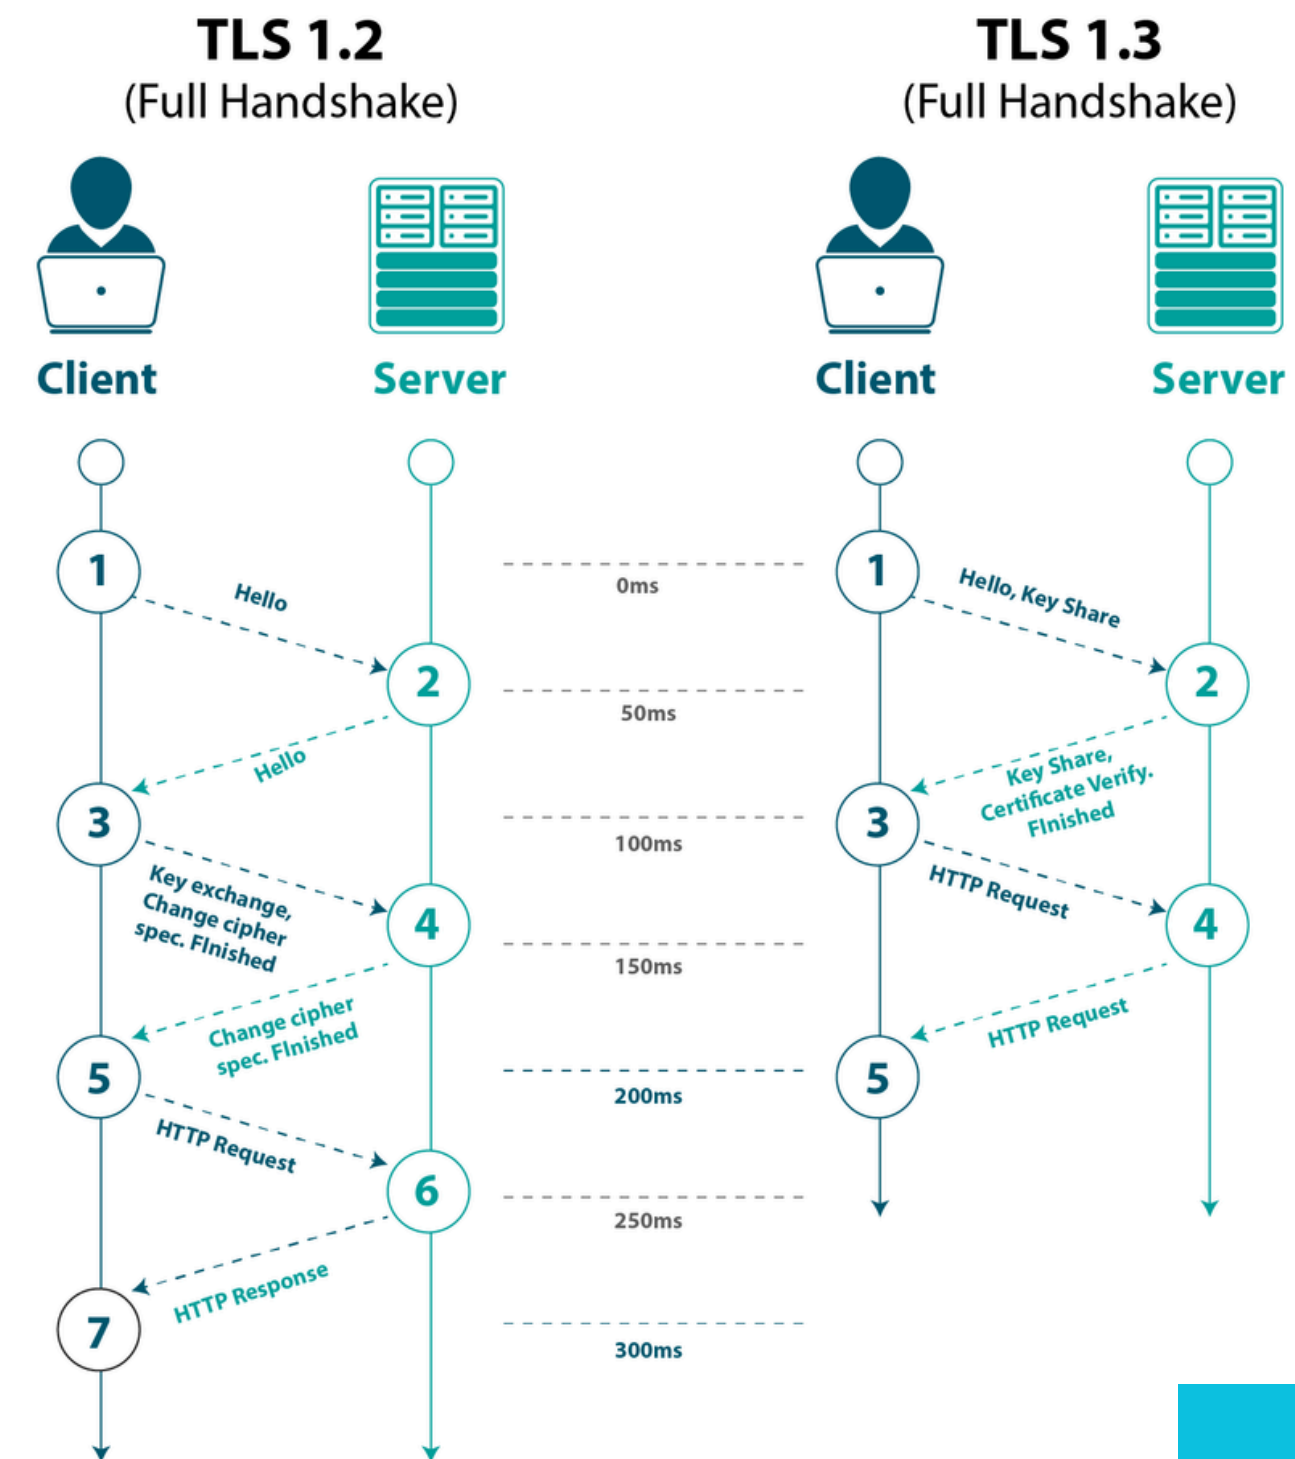 TLS 1.2
(Full Handshake)
Client
Server
1
Hello
2
Hello
3
Key exchange,
Change cipher
spec. FInished
4
Change cipher
spec. FInished
5
HTTP Request
6
HTTP Response
7
0ms
50ms
100ms
150ms
200ms
250ms
300ms
TLS 1.3
(Full Handshake)
Client
Server
1
Hello, Key Share
2
Key Share,
Certificate Verify.
FInished
3
HTTP Request
4
HTTP Request
5